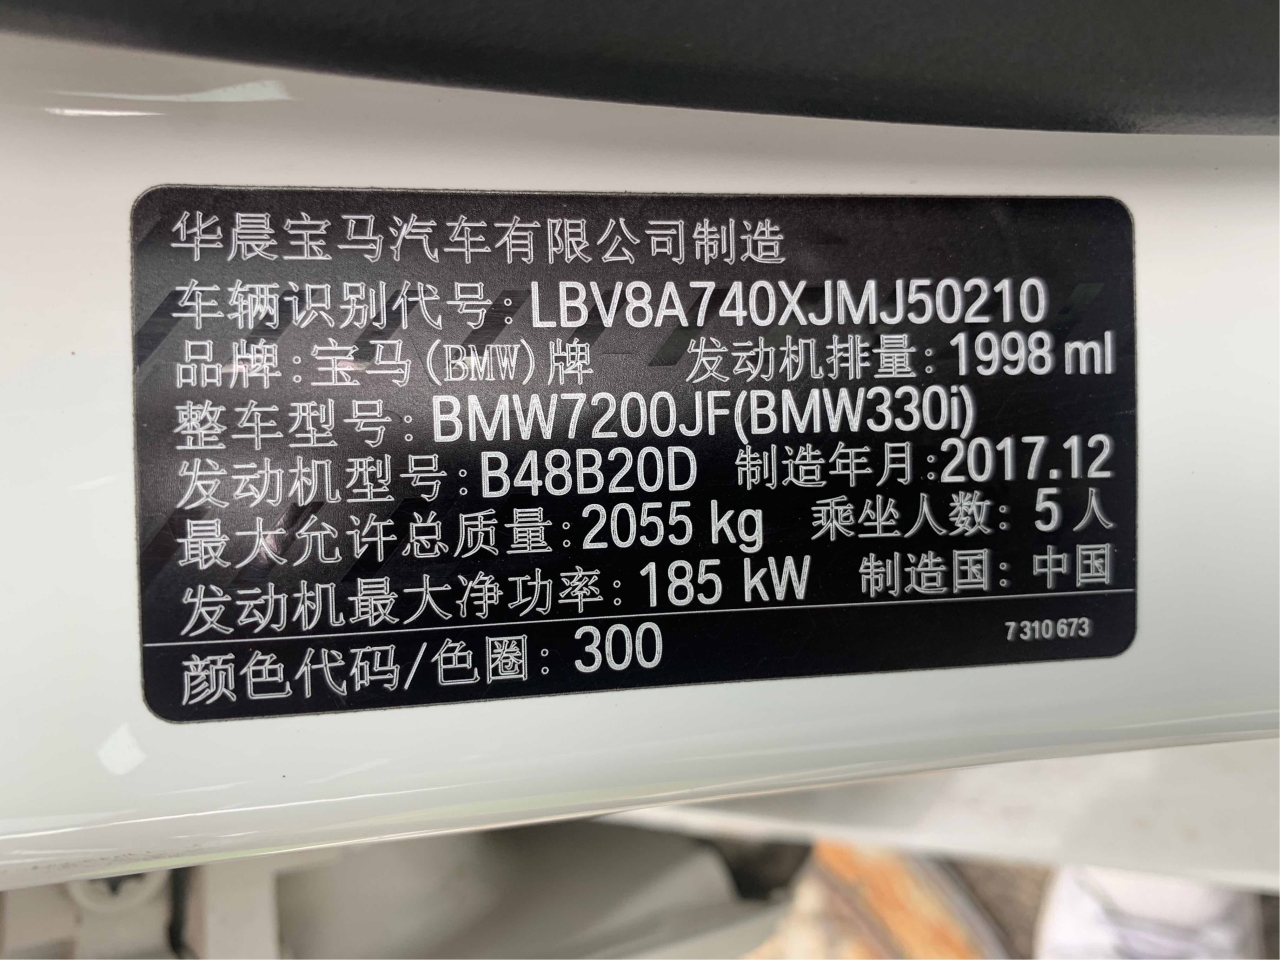 华晨宝马汽车有限公司制造
车辆识别代号:LBV8A740XJMJ50210
品牌:宝马(BMW)牌 发动机排量:1998 ml
整车型号:BMW7200JF(BMW330i)
发动机型号:B48B20D 制造年月:2017.12
最大允许总质量:2055 kg 乘坐人数:5人
发动机最大净功率:185 kW 制造国:中国
颜色代码/色圈:300 7 310 673